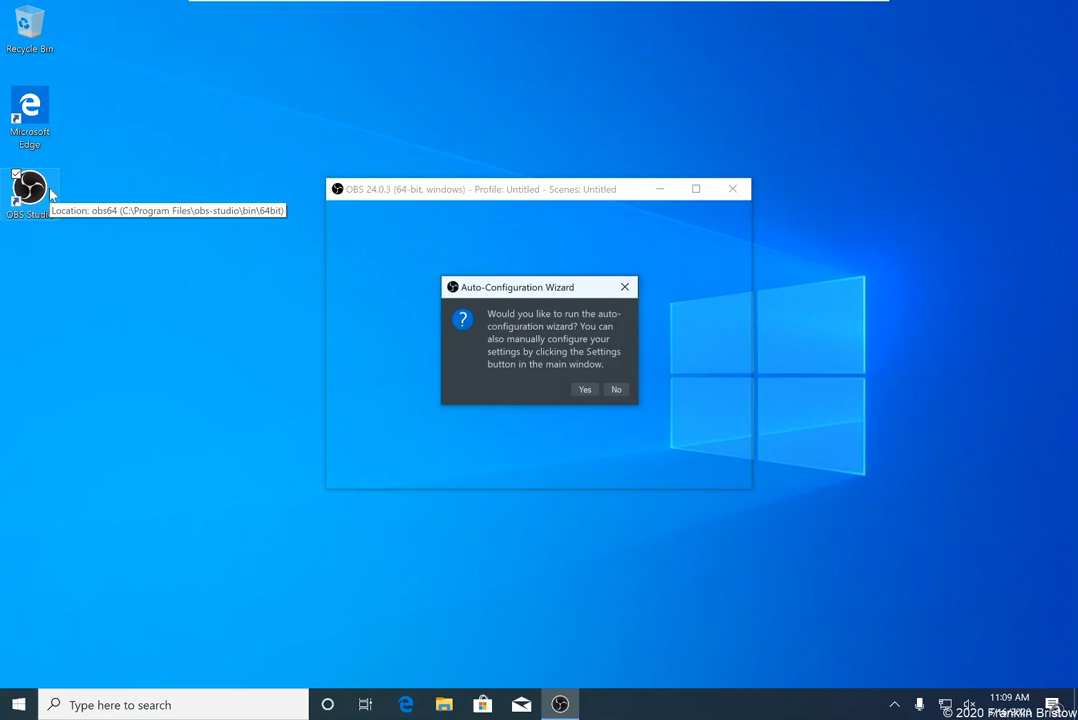 Recycle Bin
Microsoft
Edge
Location: obs64 (C:\Program Files\obs-studio\bin\64bit)
OBS 24.0.3 (64-bit, windows) - Profile: Untitled - Scenes: Untitled
Auto-Configuration Wizard
Would you like to run the auto-
configuration wizard? You can
also manually configure your
settings by clicking the Settings
button in the main window.
Yes No
Type here to search
11:09 AM
© 2020 Franklin Bristow